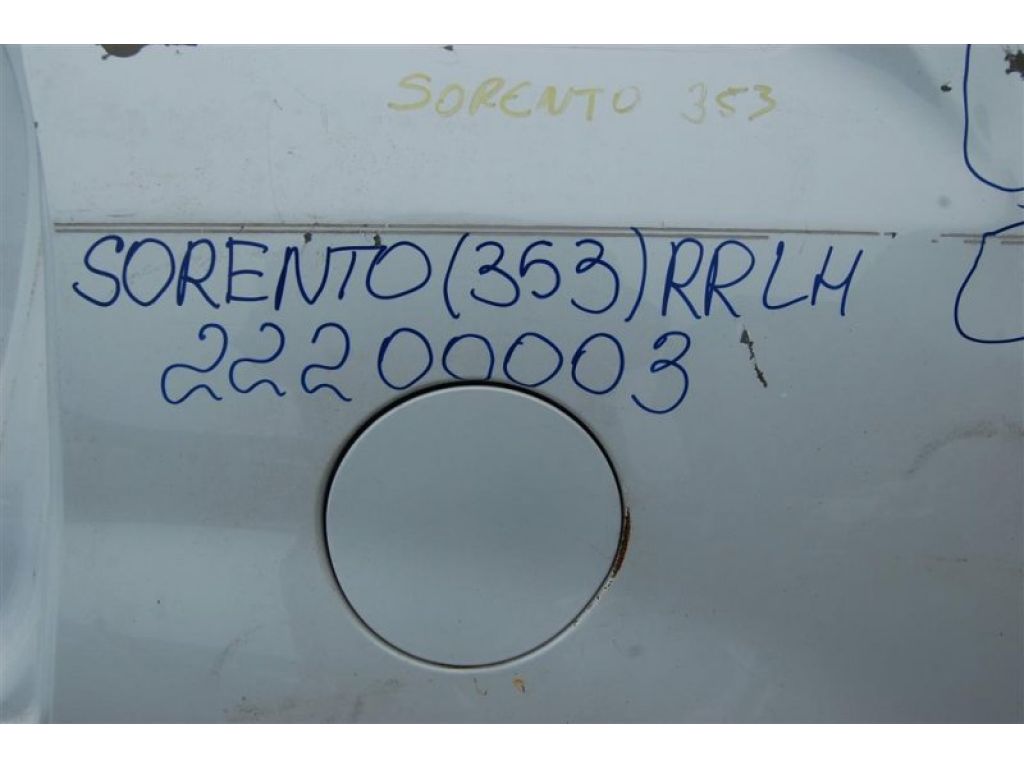 SORENTO 353
SORENTO (353) RRLH
22200003